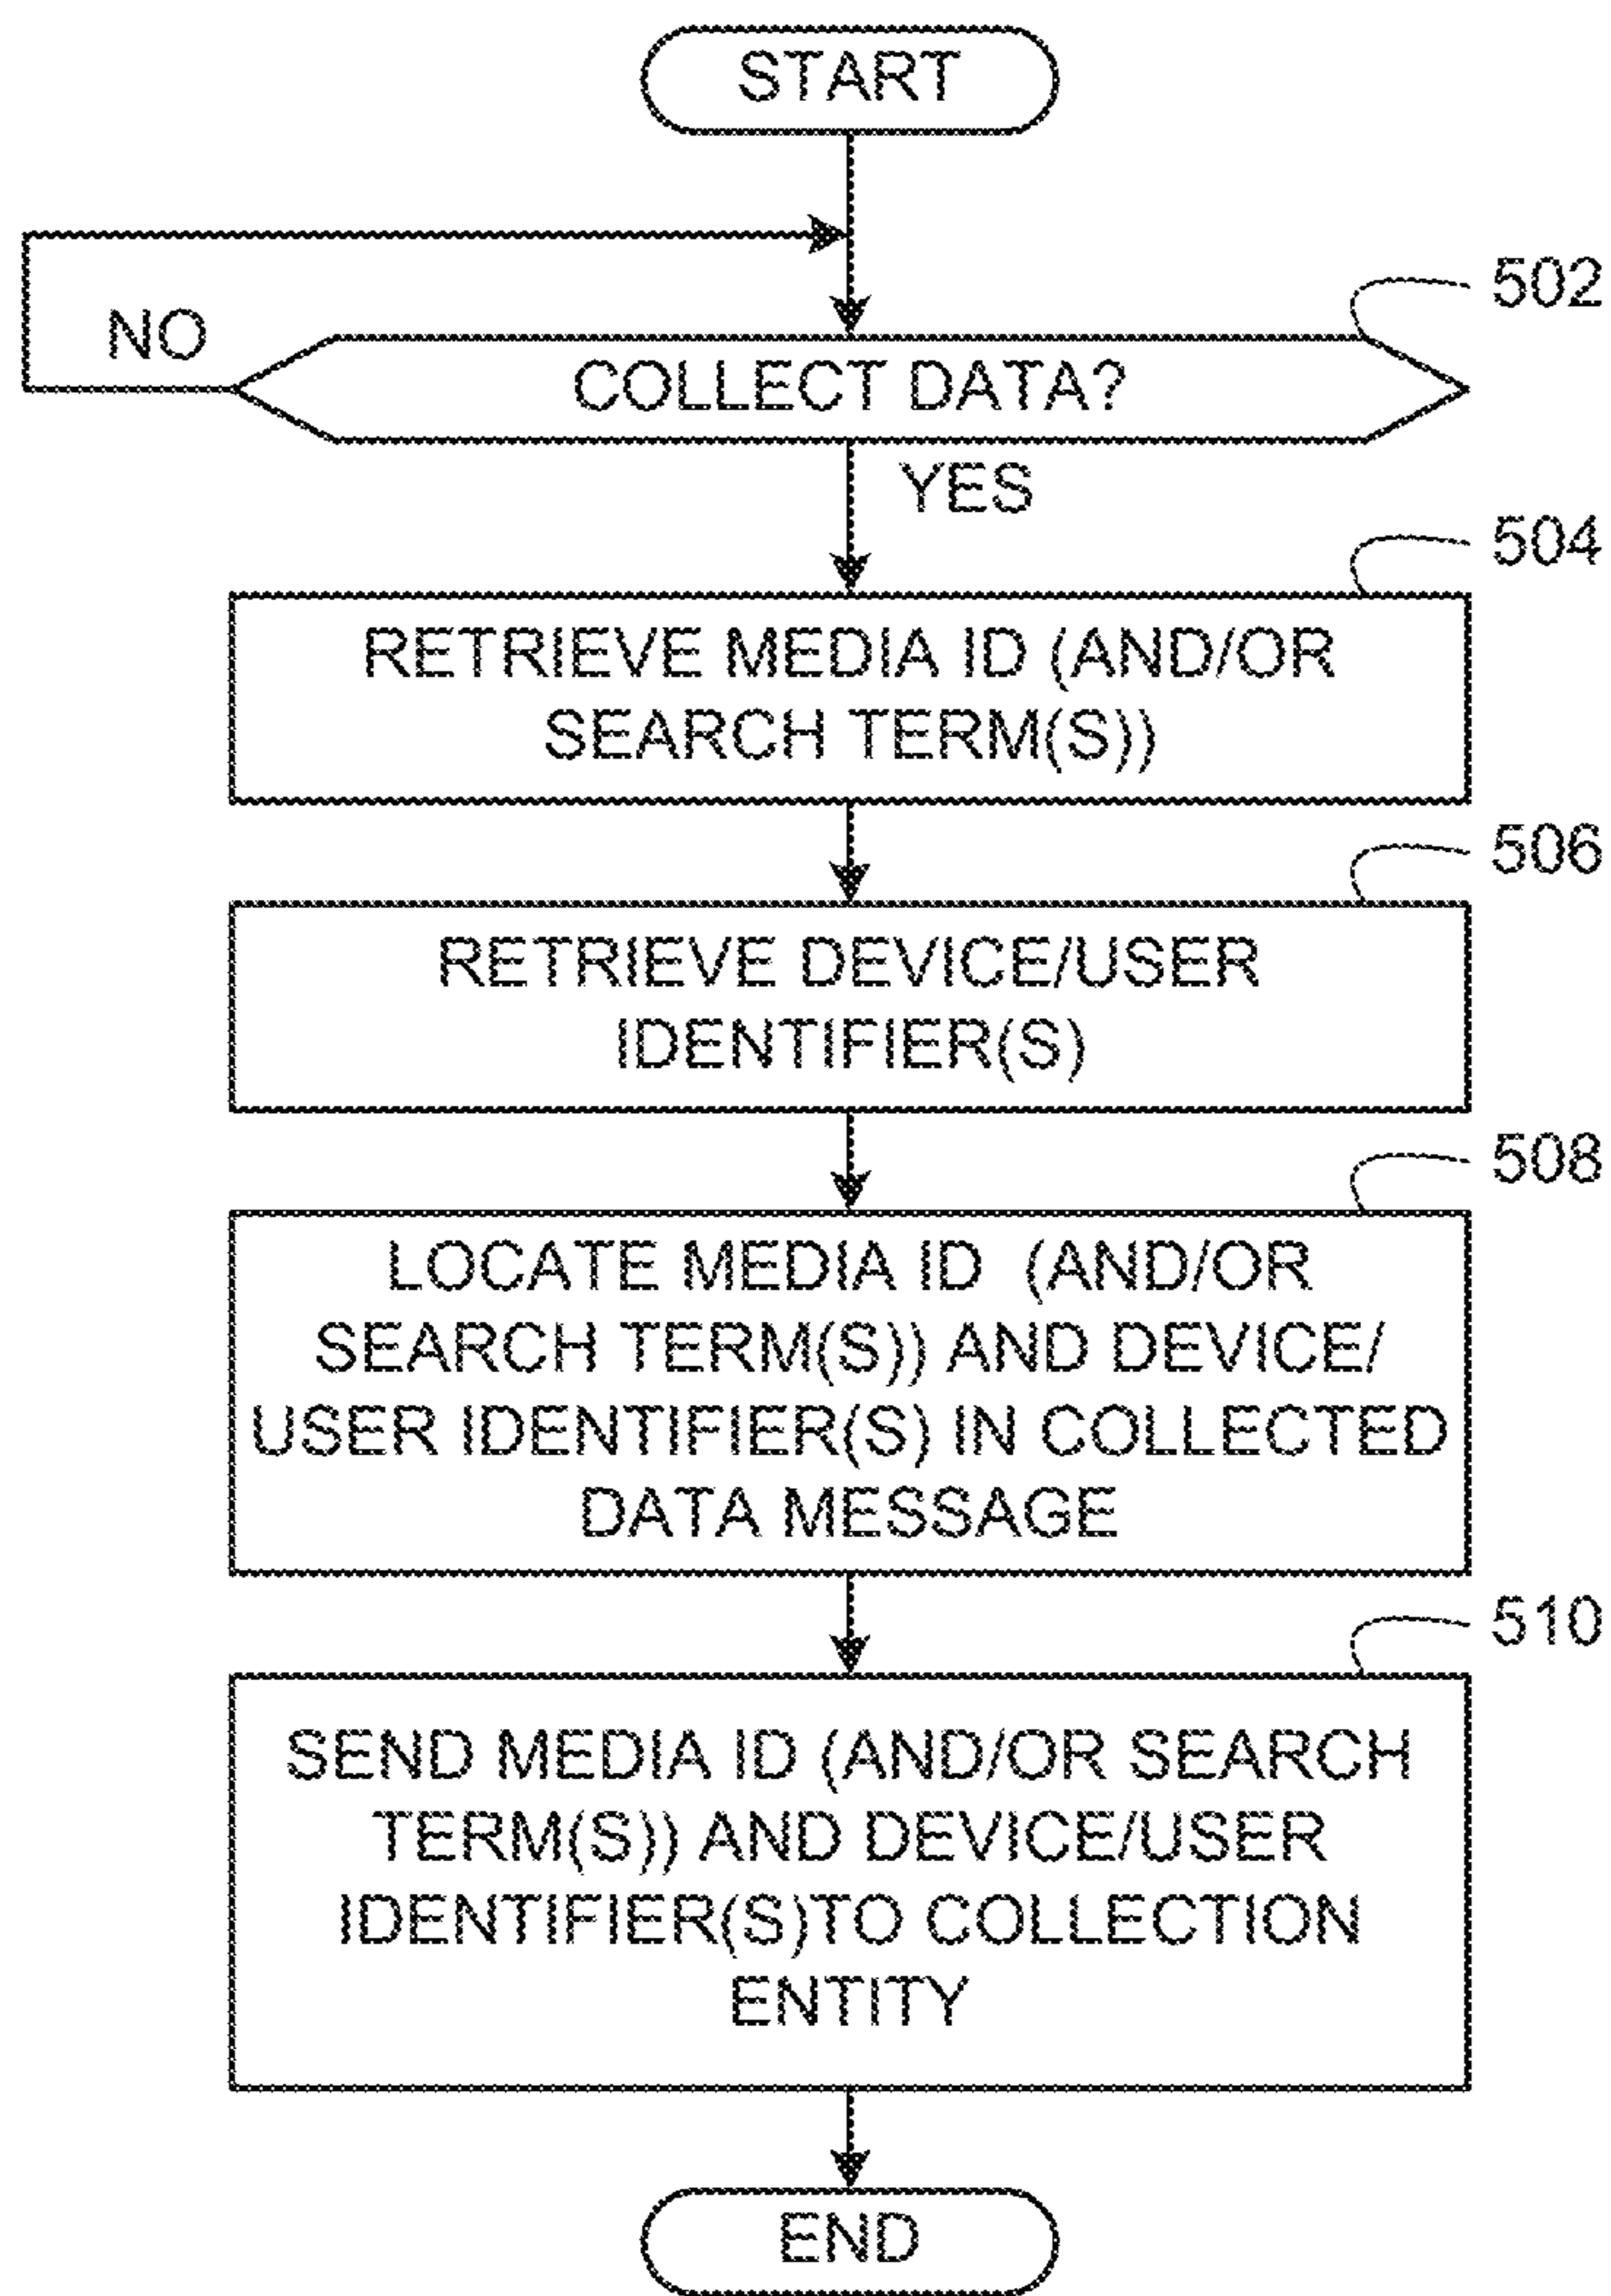 START
502
NO
COLLECT DATA?
YES
504
RETRIEVE MEDIA ID (AND/OR
SEARCH TERM(S))
506
RETRIEVE DEVICE/USER
IDENTIFIER(S)
508
LOCATE MEDIA ID (AND/OR
SEARCH TERM(S)) AND DEVICE/
USER IDENTIFIER(S) IN COLLECTED
DATA MESSAGE
510
SEND MEDIA ID (AND/OR SEARCH
TERM(S)) AND DEVICE/USER
IDENTIFIER(S)TO COLLECTION
ENTITY
END